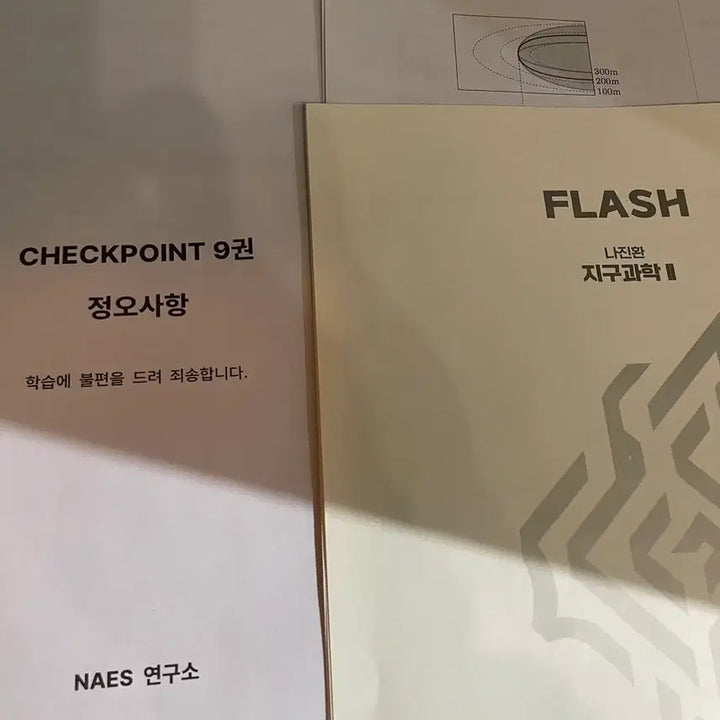 CHECKPOINT 9권
정오사항
학습에 불편을 드려 죄송합니다.
NAES 연구소
300m
200m
100m
FLASH
나진환
지구과학 Ⅱ